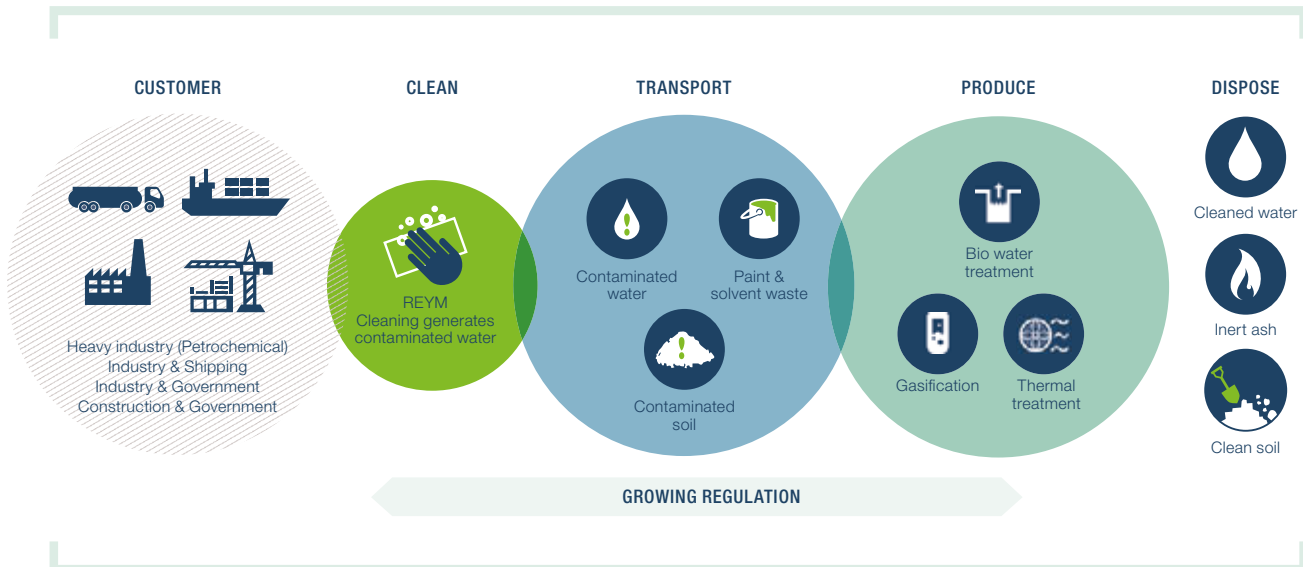 CUSTOMER
CLEAN
TRANSPORT
PRODUCE
DISPOSE
Heavy industry (Petrochemical)
Industry & Shipping
Industry & Government
Construction & Government
REYM
Cleaning generates
contaminated water
Contaminated
water
Paint &
solvent waste
Contaminated
soil
Bio water
treatment
Gasification
Thermal
treatment
Cleaned water
Inert ash
Clean soil
GROWING REGULATION